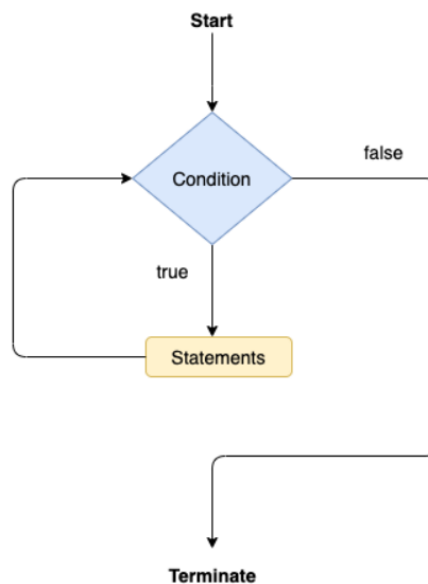 Start
Condition
false
true
Statements
Terminate